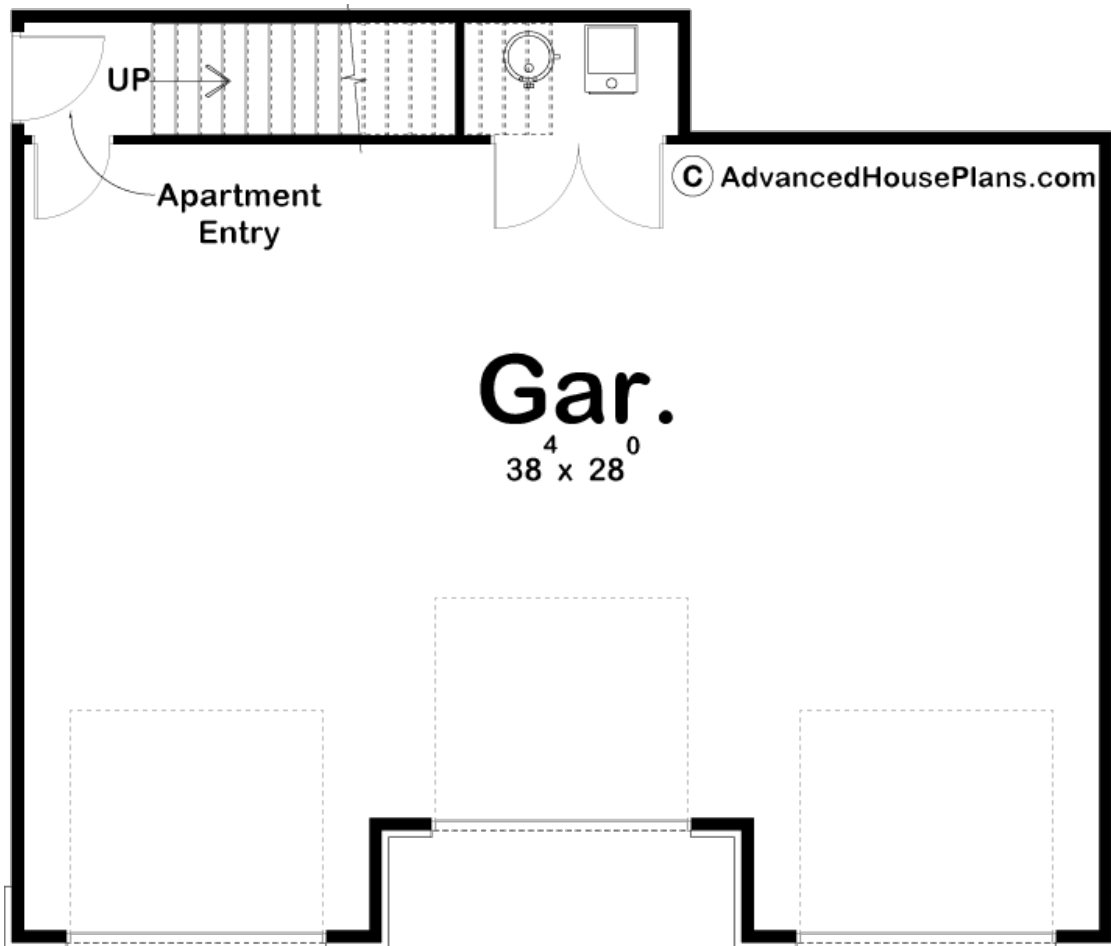 UP
© AdvancedHousePlans.com
Apartment
Entry
Gar.
38⁴ x 28⁰